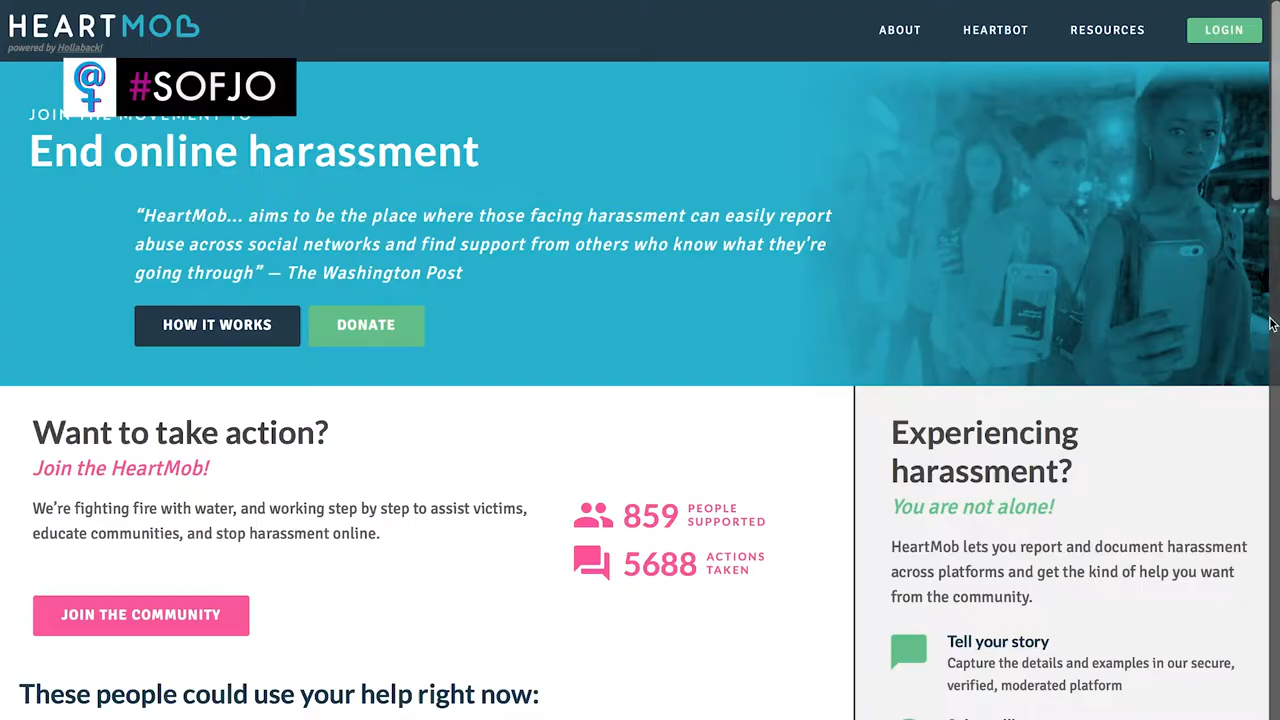 HEARTMOB
powered by Hollaback!
ABOUT
HEARTBOT
RESOURCES
LOGIN
#SOFJO
JOIN THE MOVEMENT TO
End online harassment
“HeartMob... aims to be the place where those facing harassment can easily report
abuse across social networks and find support from others who know what they're
going through” — The Washington Post
HOW IT WORKS
DONATE
Want to take action?
Join the HeartMob!
We’re fighting fire with water, and working step by step to assist victims,
educate communities, and stop harassment online.
859 PEOPLE
SUPPORTED
5688 ACTIONS
TAKEN
JOIN THE COMMUNITY
These people could use your help right now:
Experiencing
harassment?
You are not alone!
HeartMob lets you report and document harassment
across platforms and get the kind of help you want
from the community.
Tell your story
Capture the details and examples in our secure,
verified, moderated platform